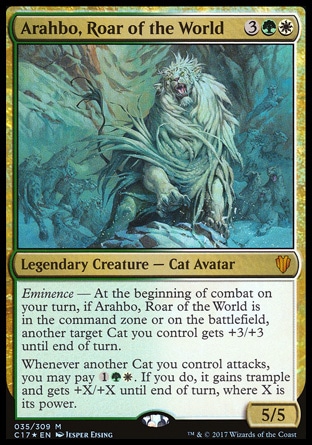 Arahbo, Roar of the World 3
Legendary Creature — Cat Avatar
Eminence — At the beginning of combat
on your turn, if Arahbo, Roar of the World is
in the command zone or on the battlefield,
another target Cat you control gets +3/+3
until end of turn.
Whenever another Cat you control attacks,
you may pay 1. If you do, it gains trample
and gets +X/+X until end of turn, where X is
its power.
5/5
035/309 M
C17 ★ EN Jesper Ejsing
™ & © 2017 Wizards of the Coast